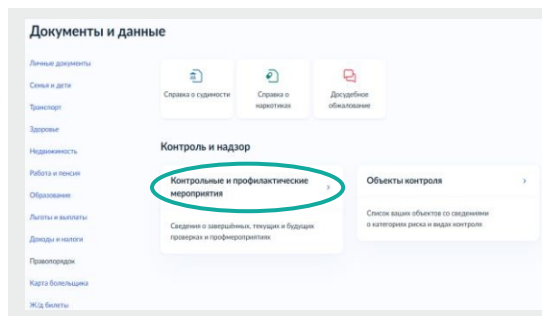 Документы и данные
Личные документы
Семья и дети
Транспорт
Здоровье
Недвижимость
Работа и пенсия
Образование
Льготы и выплаты
Доходы и налоги
Правопорядок
Карта болельщика
Ж/д билеты
Справка о судимости
Справка о
наркотиках
Досудебное
обжалование
Контроль и надзор
Контрольные и профилактические
мероприятия
Сведения о завершённых, текущих и будущих
проверках и профмероприятиях
Объекты контроля
Список ваших объектов со сведениями
о категориях риска и видах контроля